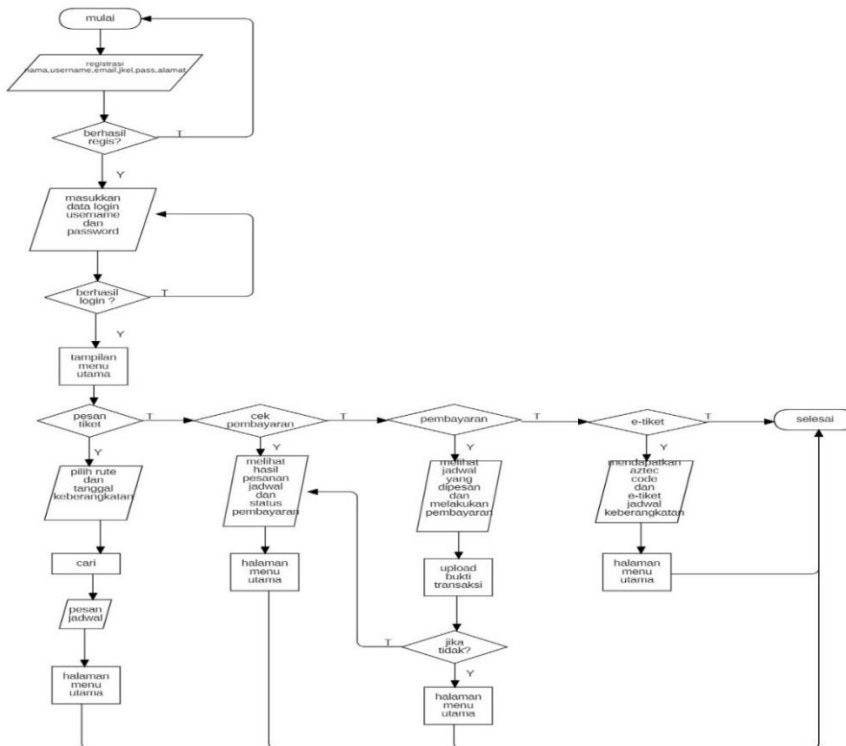 mulai
registrasi
nama,username,email,jkel,pass,alamat
berhasil
regis?
T
Y
masukkan
data login
username
dan
password
berhasil
login ?
T
Y
tampilan
menu
utama
pesan
tiket
T
cek
pembayaran
T
pembayaran
T
e-tiket
T
selesai
Y
Y
Y
Y
pilih rute
dan
tanggal
keberangkatan
cari
pesan
jadwal
halaman
menu
utama
melihat
hasil
pesanan
jadwal
dan
status
pembayaran
halaman
menu
utama
melihat
jadwal
yang
dipesan
dan
melakukan
pembayaran
upload
bukti
transaksi
T
jika
tidak?
Y
halaman
menu
utama
mendapatkan
aztec
code
dan
e-tiket
jadwal
keberangkatan
halaman
menu
utama